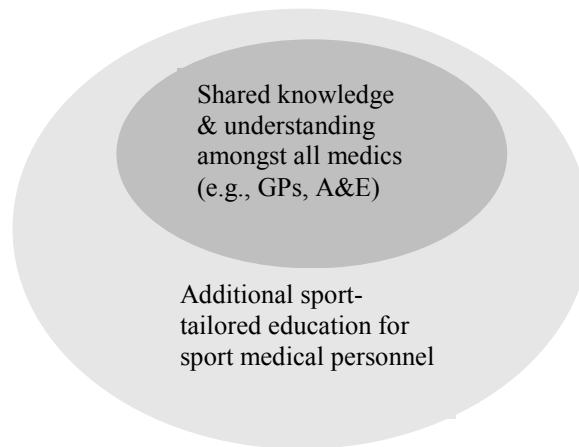 Shared knowledge
& understanding
amongst all medics
(e.g., GPs, A&E)
Additional sport-
tailored education for
sport medical personnel